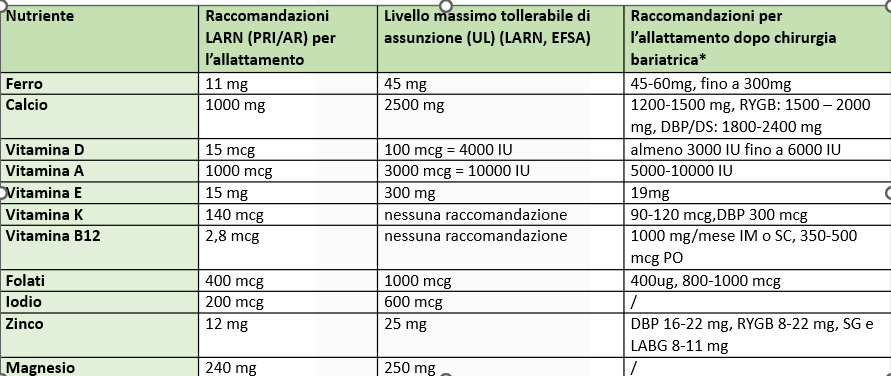 Nutriente | Raccomandazioni LARN (PRI/AR) per l'allattamento | Livello massimo tollerabile di assunzione (UL) (LARN, EFSA) | Raccomandazioni per l'allattamento dopo chirurgia bariatrica*
Ferro | 11 mg | 45 mg | 45-60mg, fino a 300mg
Calcio | 1000 mg | 2500 mg | 1200-1500 mg, RYGB: 1500 – 2000 mg, DBP/DS: 1800-2400 mg
Vitamina D | 15 mcg | 100 mcg = 4000 IU | almeno 3000 IU fino a 6000 IU
Vitamina A | 1000 mcg | 3000 mcg = 10000 IU | 5000-10000 IU
Vitamina E | 15 mg | 300 mg | 19mg
Vitamina K | 140 mcg | nessuna raccomandazione | 90-120 mcg,DBP 300 mcg
Vitamina B12 | 2,8 mcg | nessuna raccomandazione | 1000 mg/mese IM o SC, 350-500 mcg PO
Folati | 400 mcg | 1000 mcg | 400ug, 800-1000 mcg
Iodio | 200 mcg | 600 mcg | /
Zinco | 12 mg | 25 mg | DBP 16-22 mg, RYGB 8-22 mg, SG e LABG 8-11 mg
Magnesio | 240 mg | 250 mg | /